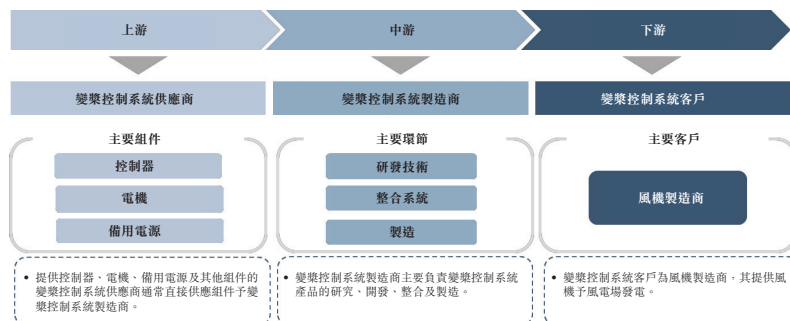 上游
中游
下游
變槳控制系統供應商
變槳控制系統製造商
變槳控制系統客戶
主要組件
控制器
電機
備用電源
主要環節
研發技術
整合系統
製造
主要客戶
風機製造商
• 提供控制器、電機、備用電源及其他組件的
變槳控制系統供應商通常直接供應組件予變
槳控制系統製造商。
• 變槳控制系統製造商主要負責變槳控制系統
產品的研究、開發、整合及製造。
• 變槳控制系統客戶為風機製造商，其提供風
機予風電場發電。